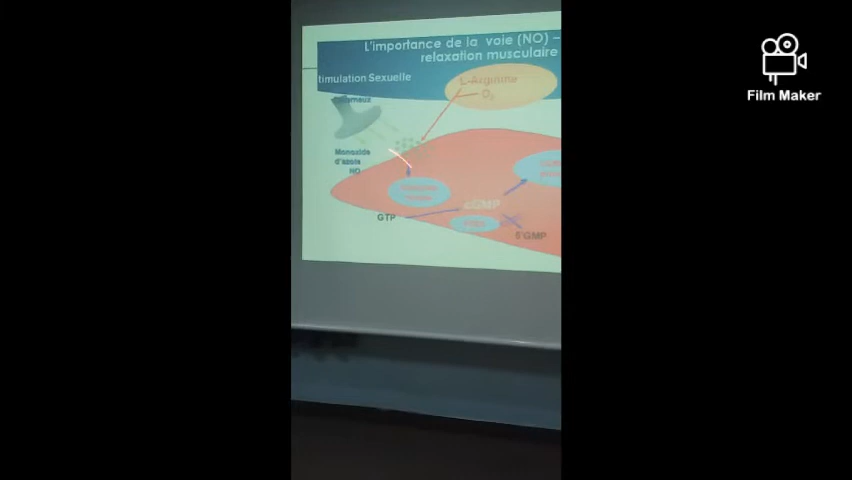 L'importance de la voie (NO) –
relaxation musculaire
timulation Sexuelle
L-Arginine
O₂
Monoxide
d'azote
NO
GTP
cGMP
5'GMP
Film Maker